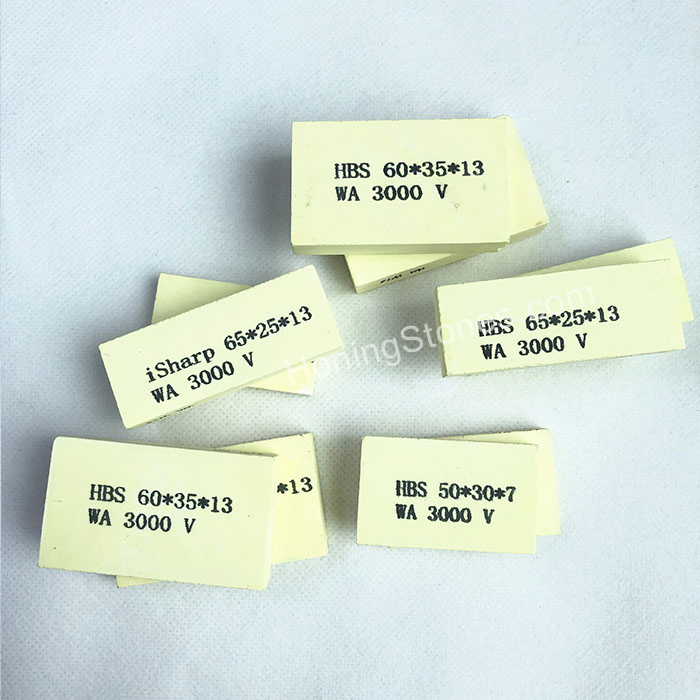 HBS 60*35*13
WA 3000 V
iSharp 65*25*13
WA 3000 V
HBS 65*25*13
WA 3000 V
HoningStones.com
HBS 60*35*13
WA 3000 V
*13
HBS 50*30*7
WA 3000 V